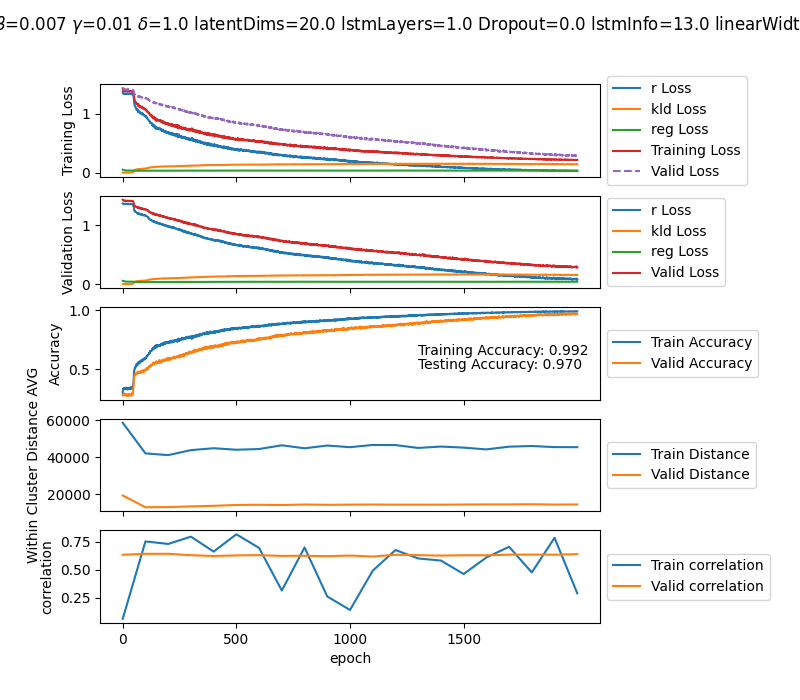 =0.007 γ=0.01 δ=1.0 latentDims=20.0 lstmLayers=1.0 Dropout=0.0 lstmInfo=13.0 linearWidt
Training Loss
1
0
r Loss
kld Loss
reg Loss
Training Loss
Valid Loss
Validation Loss
1
0
r Loss
kld Loss
reg Loss
Valid Loss
Accuracy
1.0
0.5
Training Accuracy: 0.992
Testing Accuracy: 0.970
Train Accuracy
Valid Accuracy
Within Cluster Distance AVG
60000
40000
20000
Train Distance
Valid Distance
correlation
0.75
0.50
0.25
Train correlation
Valid correlation
0
500
1000
1500
epoch